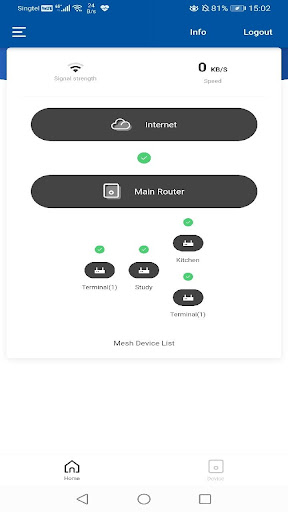 Singtel 24 B/s 81% 15:02
Info Logout
Signal strength
0 KB/S
Speed
Internet
Main Router
Kitchen
Terminal(1) Study
Terminal(1)
Mesh Device List
Home Device